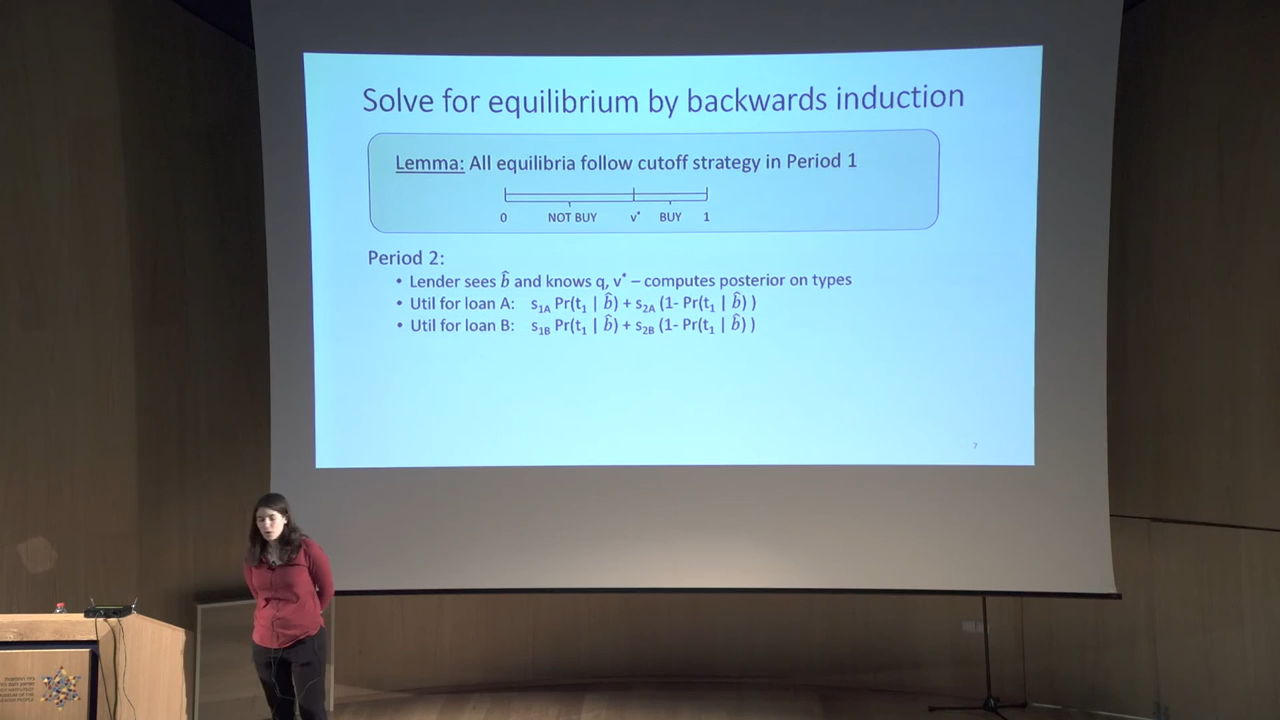 Solve for equilibrium by backwards induction
Lemma: All equilibria follow cutoff strategy in Period 1
0 NOT BUY v* BUY 1
Period 2:
• Lender sees b̂ and knows q, v* – computes posterior on types
• Util for loan A: s₁ₐ Pr(t₁ | b̂) + s₂ₐ (1- Pr(t₁ | b̂) )
• Util for loan B: s₁B Pr(t₁ | b̂) + s₂B (1- Pr(t₁ | b̂) )
7